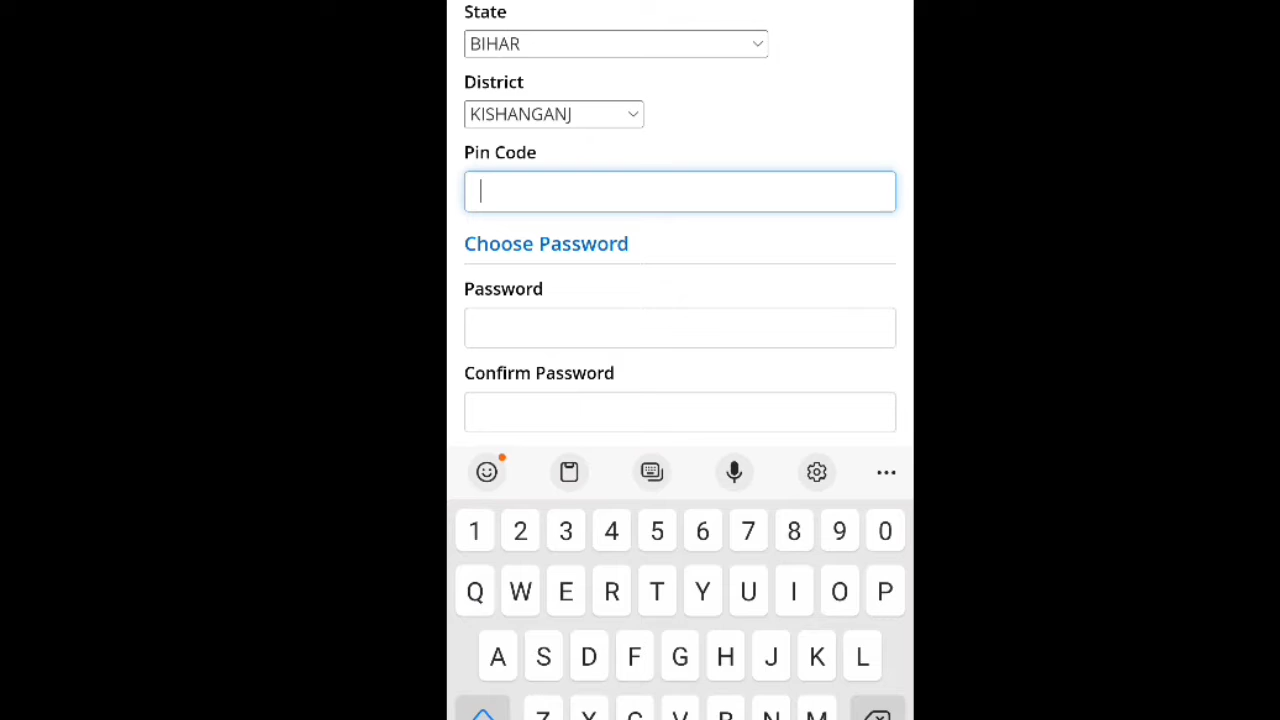 State
BIHAR
District
KISHANGANJ
Pin Code
Choose Password
Password
Confirm Password
1 2 3 4 5 6 7 8 9 0
Q W E R T Y U I O P
A S D F G H J K L
Z X C V B N M